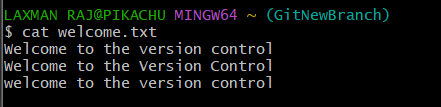 LAXMAN RAJ@PIKACHU MINGW64 ~ (GitNewBranch)
$ cat welcome.txt
Welcome to the version control
Welcome to the Version Control
welcome to the version control